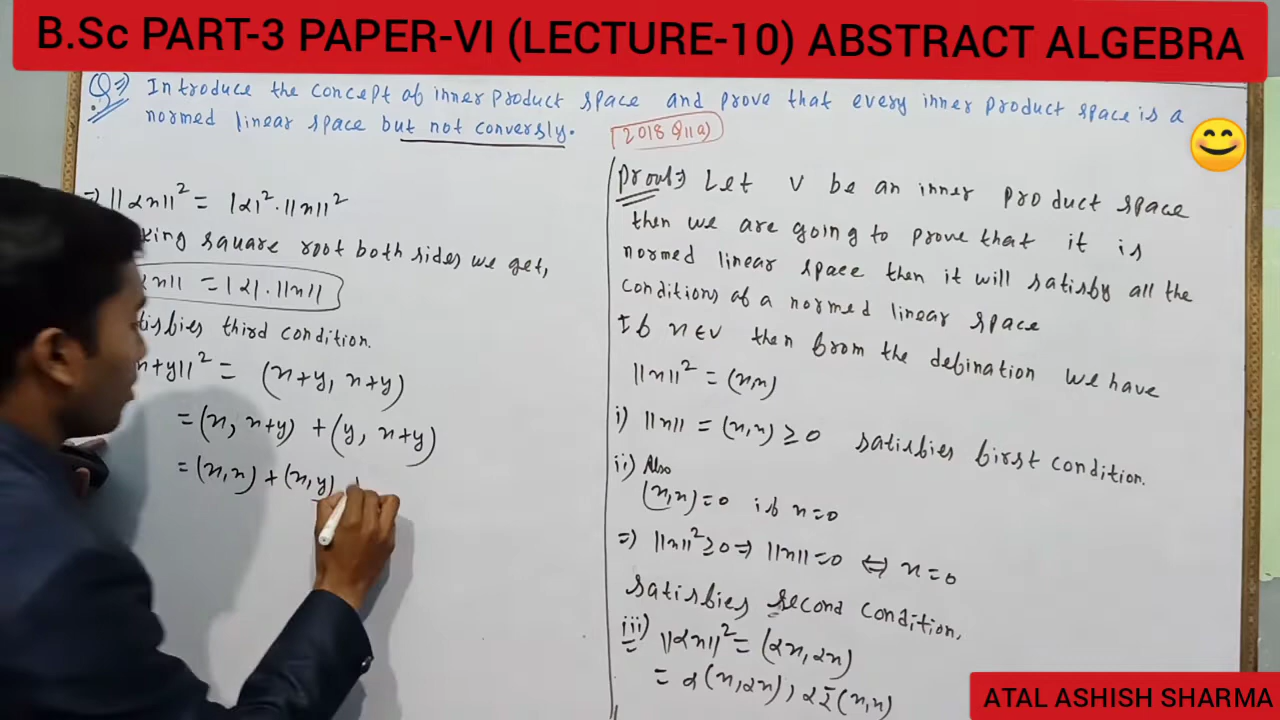 B.Sc PART-3 PAPER-VI (LECTURE-10) ABSTRACT ALGEBRA
Q.⇒) Introduce the concept of inner product space and prove that every inner product space is a
normed linear space but not conversly.
2018 Q11a)
⇒ ||αx||² = |α|²·||x||²
king square root both sides we get,
αx|| = |α|·||x||
tisfies third condition.
x+y||² = (x+y, x+y)
= (x, x+y) + (y, x+y)
= (x,x) + (x,y) +
Proof⇒ Let V be an inner product space
then we are going to prove that it is
normed linear space then it will satisfy all the
conditions of a normed linear space
If x∈V then from the defination we have
||x||² = (x,x)
i) ||x|| = (x,x) ≥ 0 satisfies first condition.
ii) Also
(x,x) = 0 if x=0
⇒) ||x||² ≥ 0 ⇒ ||x|| = 0 ⇔ x = 0
satisfies second condition.
iii) ||αx||² = (αx, αx)
= α(x, αx), αᾱ(x,x)
ATAL ASHISH SHARMA